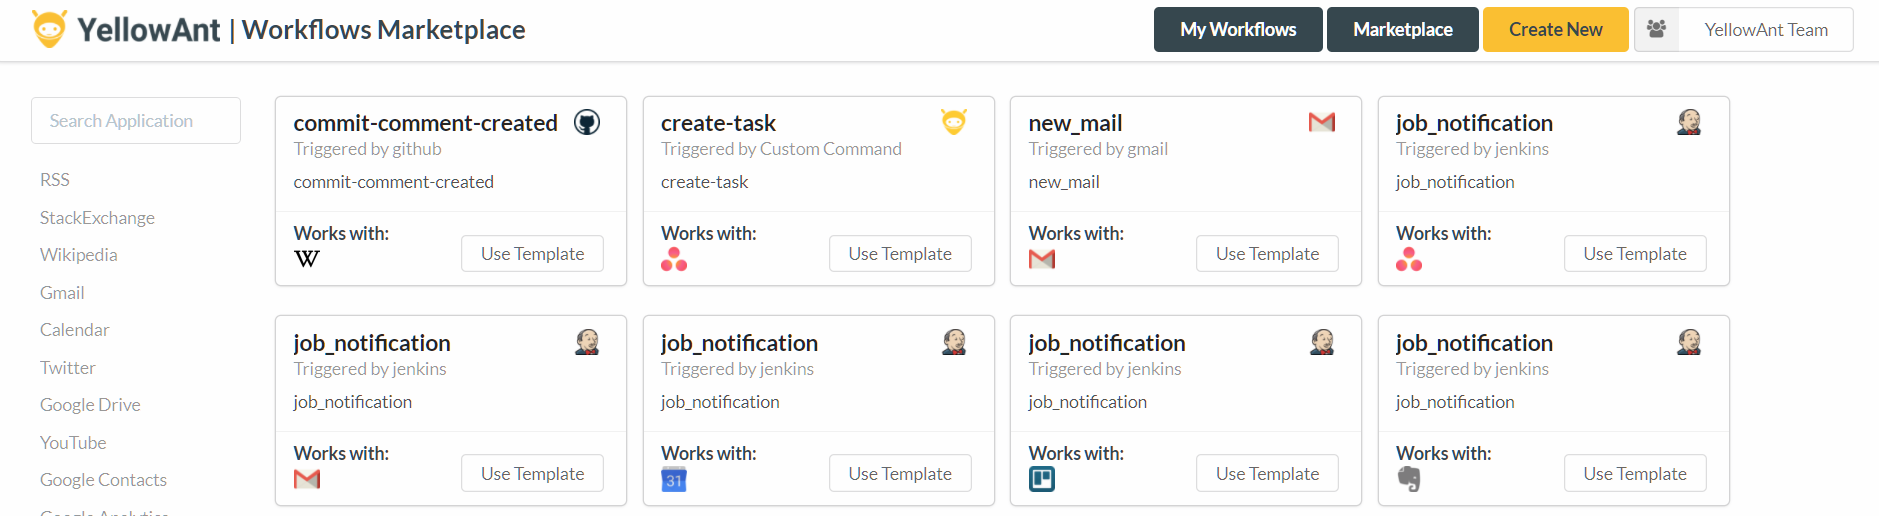 YellowAnt | Workflows Marketplace
My Workflows
Marketplace
Create New
YellowAnt Team
Search Application
RSS
StackExchange
Wikipedia
Gmail
Calendar
Twitter
Google Drive
YouTube
Google Contacts
Google Analytics
commit-comment-created
Triggered by github
commit-comment-created
Works with:
W
Use Template
create-task
Triggered by Custom Command
create-task
Works with:
Use Template
new_mail
Triggered by gmail
new_mail
Works with:
Use Template
job_notification
Triggered by jenkins
job_notification
Works with:
Use Template
job_notification
Triggered by jenkins
job_notification
Works with:
Use Template
job_notification
Triggered by jenkins
job_notification
Works with:
31
Use Template
job_notification
Triggered by jenkins
job_notification
Works with:
Use Template
job_notification
Triggered by jenkins
job_notification
Works with:
Use Template